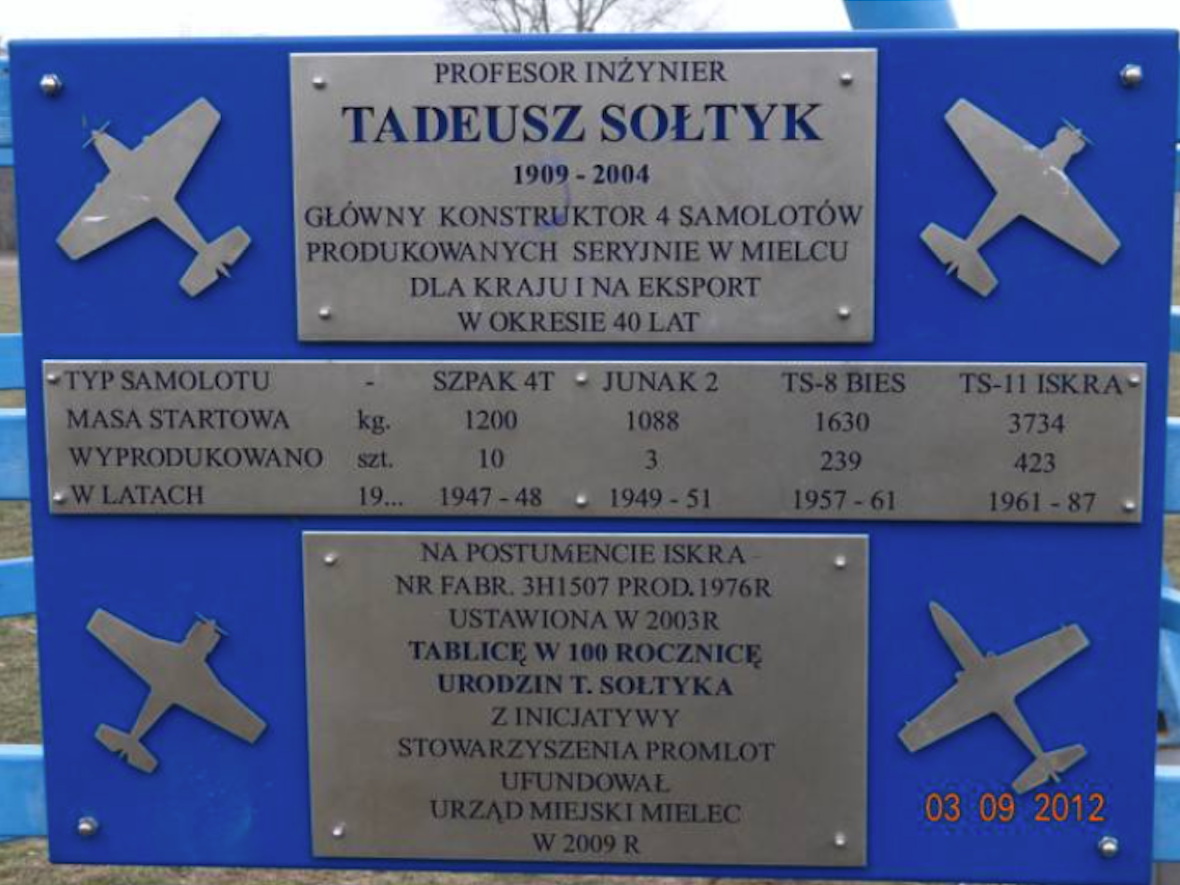 PROFESOR INŻYNIER
TADEUSZ SOŁTYK
1909 - 2004
GŁÓWNY KONSTRUKTOR 4 SAMOLOTÓW
PRODUKOWANYCH SERYJNIE W MIELCU
DLA KRAJU I NA EKSPORT
W OKRESIE 40 LAT
TYP SAMOLOTU - SZPAK 4T JUNAK 2 TS-8 BIES TS-11 ISKRA
MASA STARTOWA kg. 1200 1088 1630 3734
WYPRODUKOWANO szt. 10 3 239 423
W LATACH 19... 1947 - 48 1949 - 51 1957 - 61 1961 - 87
NA POSTUMENCIE ISKRA
NR FABR. 3H1507 PROD.1976R
USTAWIONA W 2003R
TABLICĘ W 100 ROCZNICĘ
URODZIN T. SOŁTYKA
Z INICJATYWY
STOWARZYSZENIA PROMLOT
UFUNDOWAŁ
URZĄD MIEJSKI MIELEC
W 2009 R
03 09 2012